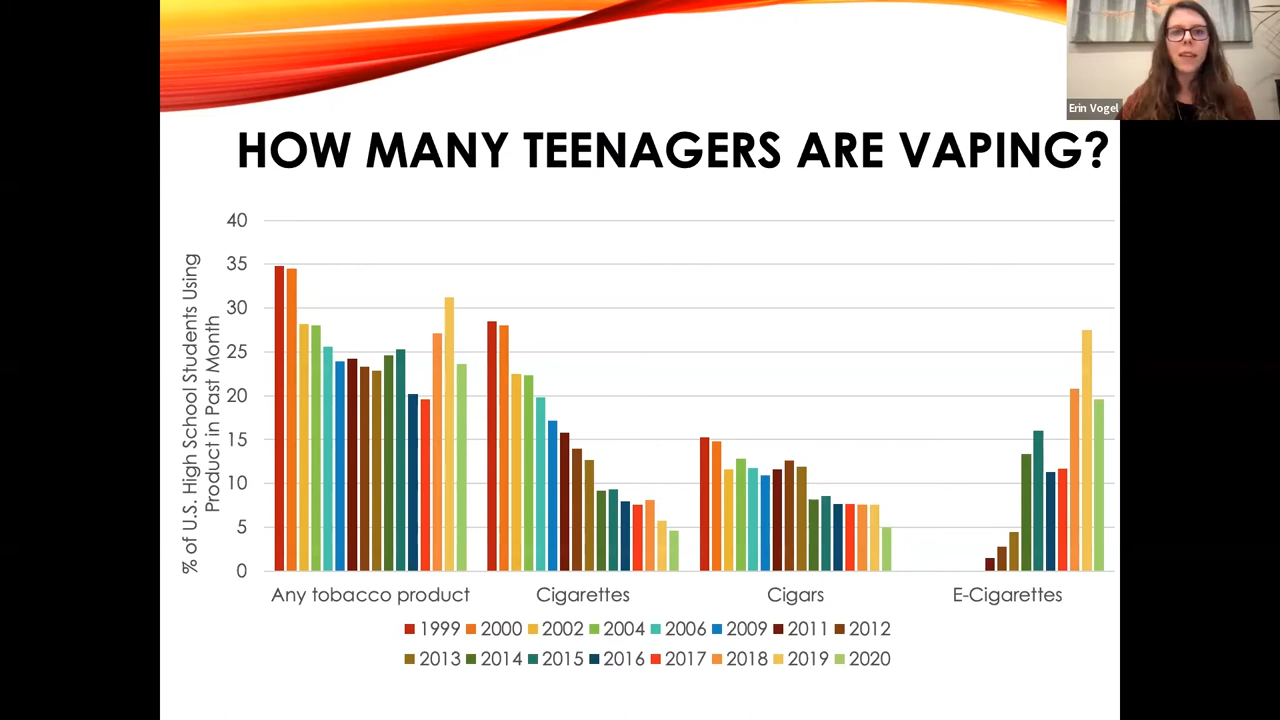 Erin Vogel
HOW MANY TEENAGERS ARE VAPING?
% of U.S. High School Students Using
Product in Past Month
40
35
30
25
20
15
10
5
0
Any tobacco product Cigarettes Cigars E-Cigarettes
1999 2000 2002 2004 2006 2009 2011 2012
2013 2014 2015 2016 2017 2018 2019 2020